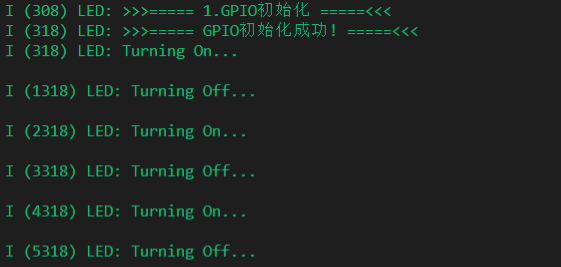 I (308) LED: >>>===== 1.GPIO初始化 =====<<<
I (318) LED: >>>===== GPIO初始化成功! =====<<<
I (318) LED: Turning On...
I (1318) LED: Turning Off...
I (2318) LED: Turning On...
I (3318) LED: Turning Off...
I (4318) LED: Turning On...
I (5318) LED: Turning Off...